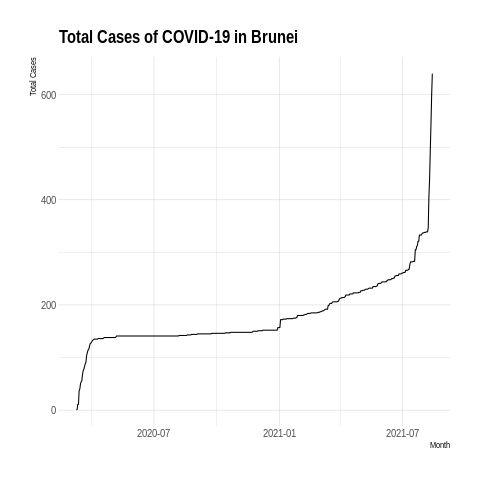 Total Cases of COVID-19 in Brunei
Total Cases
600
400
200
0
2020-07
2021-01
2021-07
Month